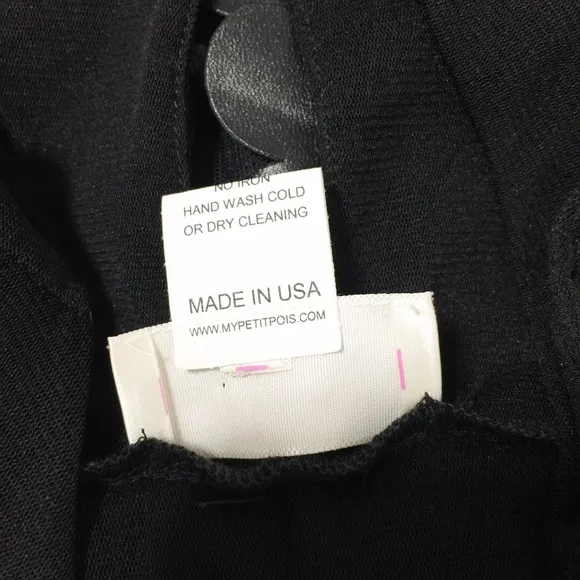 NO IRON
HAND WASH COLD
OR DRY CLEANING
MADE IN USA
WWW.MYPETITPOIS.COM